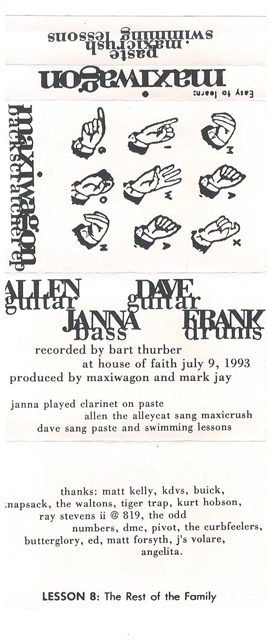 paste
maxicrush
swimming lessons
Easy to learn:
maxiwagon
maxiwagon
backscratcher ep
M A X
I W A
G O N
ALLEN
guitar
DAVE
guitar
JANNA
bass
FRANK
drums
recorded by bart thurber
at house of faith july 9, 1993
produced by maxiwagon and mark jay
janna played clarinet on paste
allen the alleycat sang maxicrush
dave sang paste and swimming lessons
thanks: matt kelly, kdvs, buick,
knapsack, the waltons, tiger trap, kurt hobson,
ray stevens ii @ 819, the odd
numbers, dmc, pivot, the curbfeelers,
butterglory, ed, matt forsyth, j's volare,
angelita.
LESSON 8: The Rest of the Family